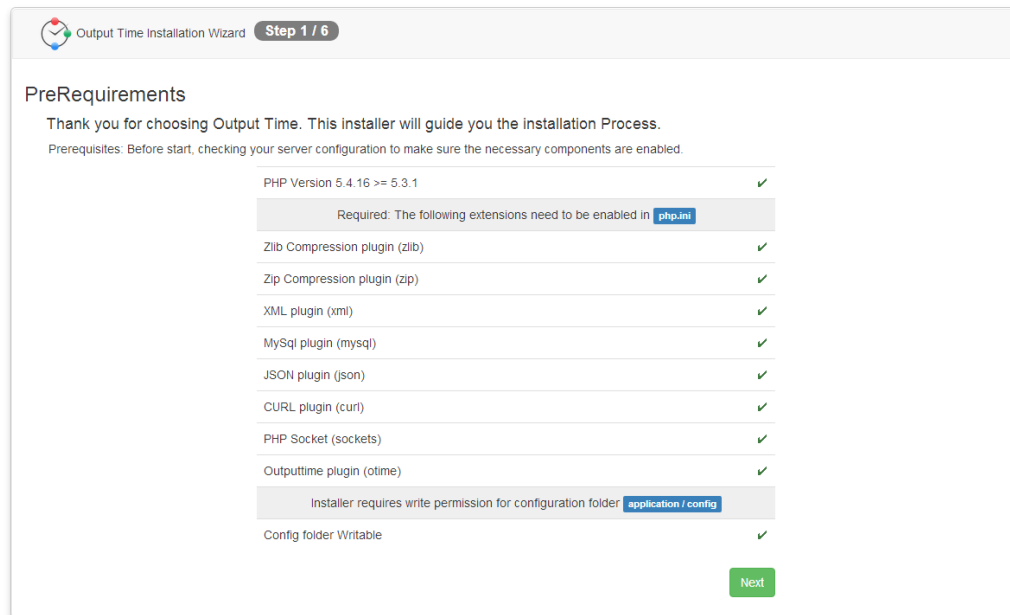 Output Time Installation Wizard Step 1 / 6
PreRequirements
Thank you for choosing Output Time. This installer will guide you the installation Process.
Prerequisites: Before start, checking your server configuration to make sure the necessary components are enabled.
PHP Version 5.4.16 >= 5.3.1 ✔
Required: The following extensions need to be enabled in php.ini
Zlib Compression plugin (zlib) ✔
Zip Compression plugin (zip) ✔
XML plugin (xml) ✔
MySql plugin (mysql) ✔
JSON plugin (json) ✔
CURL plugin (curl) ✔
PHP Socket (sockets) ✔
Outputtime plugin (otime) ✔
Installer requires write permission for configuration folder application / config
Config folder Writable ✔
Next